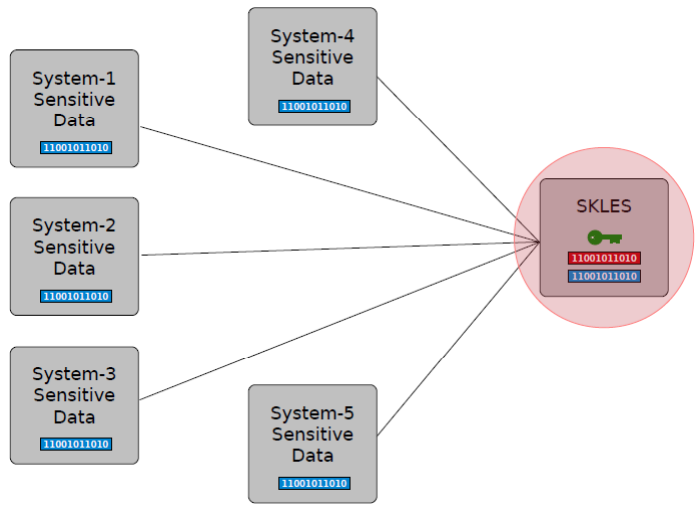 System-1
Sensitive
Data
11001011010
System-2
Sensitive
Data
11001011010
System-3
Sensitive
Data
11001011010
System-4
Sensitive
Data
11001011010
System-5
Sensitive
Data
11001011010
SKLES
11001011010
11001011010